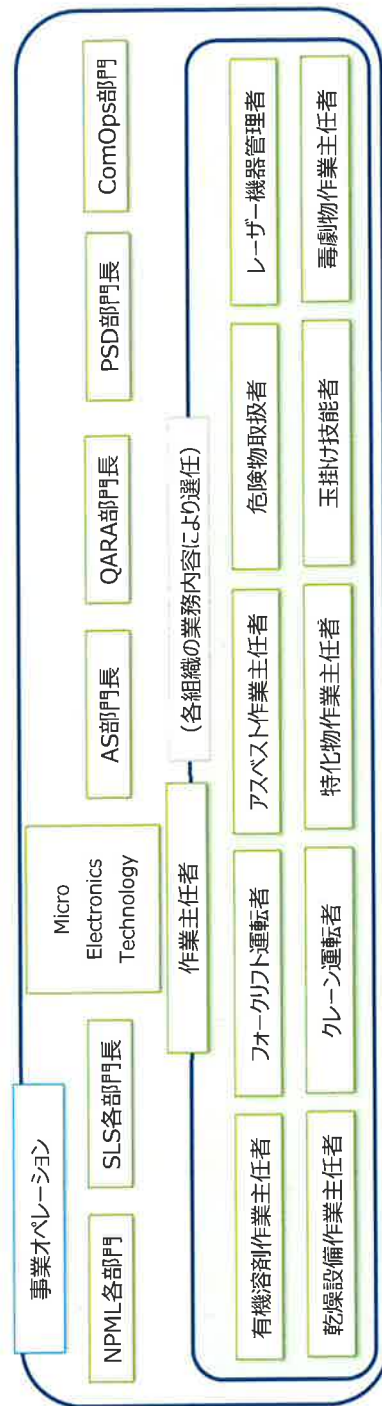 事業オペレーション
NPML各部門
SLS各部門長
Micro
Electronics
Technology
AS部門長
QARA部門長
PSD部門長
ComOps部門
作業主任者
(各組織の業務内容により選任)
有機溶剤作業主任者
フォークリフト運転者
アスベスト作業主任者
危険物取扱者
レーザー機器管理者
乾燥設備作業主任者
クレーン運転者
特化物作業主任者
玉掛け技能者
毒劇物作業主任者